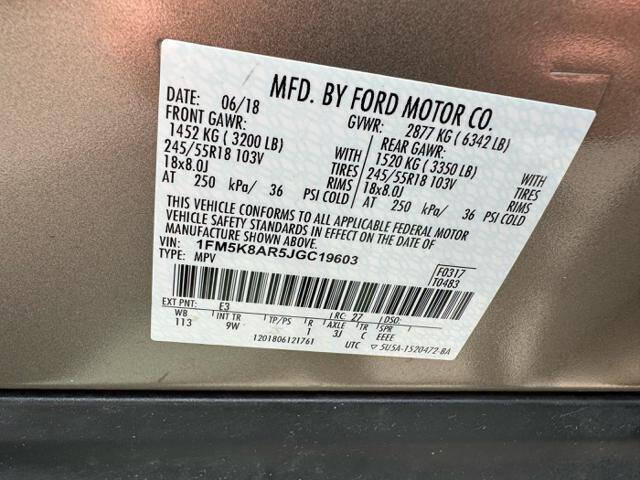 MFD. BY FORD MOTOR CO.
DATE: 06/18 GVWR: 2877 KG ( 6342 LB)
FRONT GAWR: REAR GAWR:
1452 KG ( 3200 LB) WITH 1520 KG ( 3350 LB) WITH
245/55R18 103V TIRES 245/55R18 103V TIRES
18x8.0J RIMS 18x8.0J RIMS
AT 250 kPa/ 36 PSI COLD AT 250 kPa/ 36 PSI COLD
THIS VEHICLE CONFORMS TO ALL APPLICABLE FEDERAL MOTOR
VEHICLE SAFETY STANDARDS IN EFFECT ON THE DATE OF
MANUFACTURE SHOWN ABOVE.
VIN: 1FM5K8AR5JGC19603
TYPE: MPV
F0317
T0483
EXT PNT: E3 RC: 27 DSO:
WB INT TR TP/PS R AXLE TR SPR
113 9W 1 3J C EEEE
1201806121761 UTC ▽ 5U5A-1520472-BA